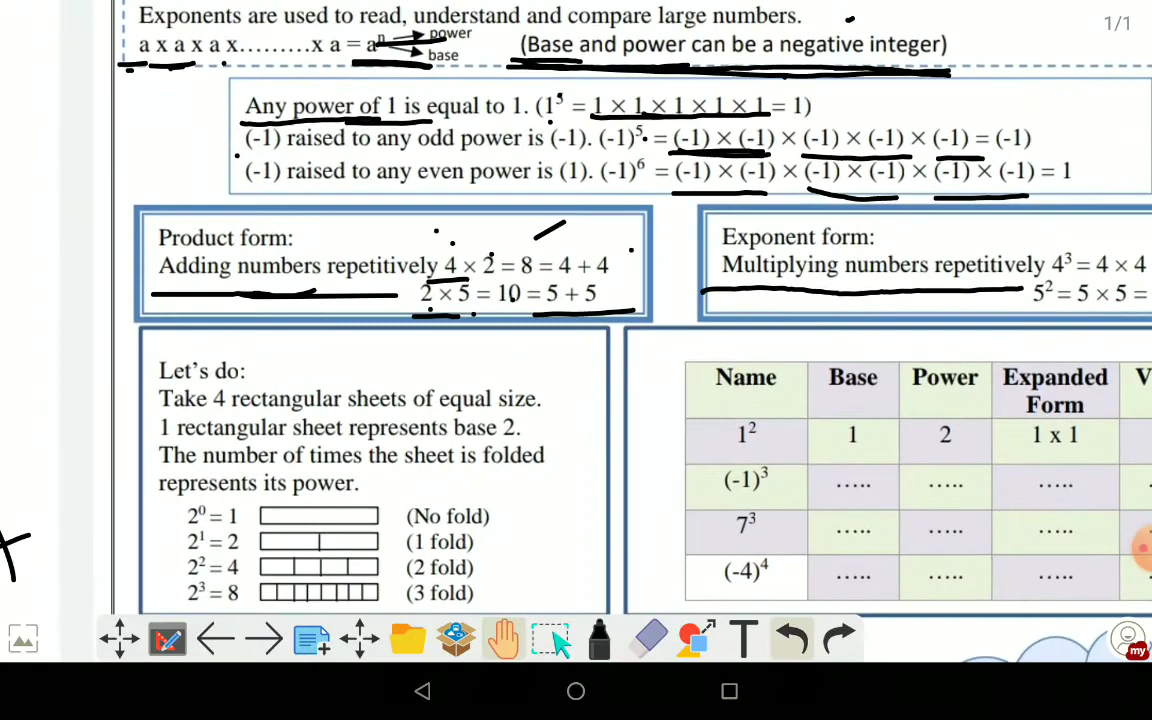 Exponents are used to read, understand and compare large numbers.
1/1
a x a x a x.........x a = aⁿ power
base
(Base and power can be a negative integer)
Any power of 1 is equal to 1. (1⁵ = 1 × 1 × 1 × 1 × 1 = 1)
(-1) raised to any odd power is (-1). (-1)⁵ = (-1) × (-1) × (-1) × (-1) × (-1) = (-1)
(-1) raised to any even power is (1). (-1)⁶ = (-1) × (-1) × (-1) × (-1) × (-1) × (-1) = 1
Product form:
Adding numbers repetitively 4 × 2 = 8 = 4 + 4
2 × 5 = 10 = 5 + 5
Exponent form:
Multiplying numbers repetitively 4³ = 4 × 4
5² = 5 × 5 =
Let's do:
Take 4 rectangular sheets of equal size.
1 rectangular sheet represents base 2.
The number of times the sheet is folded
represents its power.
2⁰ = 1 (No fold)
2¹ = 2 (1 fold)
2² = 4 (2 fold)
2³ = 8 (3 fold)
Name Base Power Expanded Form V
1² 1 2 1 x 1
(-1)³ ..... ..... .....
7³ ..... ..... .....
(-4)⁴ ..... ..... .....
T
my